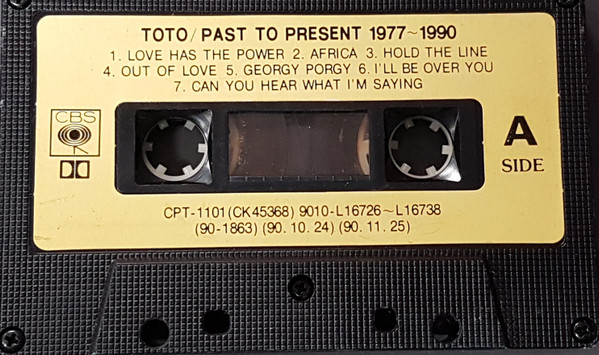 TOTO/PAST TO PRESENT 1977~1990
1. LOVE HAS THE POWER 2. AFRICA 3. HOLD THE LINE
4. OUT OF LOVE 5. GEORGY PORGY 6. I'LL BE OVER YOU
7. CAN YOU HEAR WHAT I'M SAYING
CBS
A
SIDE
CPT-1101(CK45368) 9010-L16726~L16738
(90-1863) (90. 10. 24) (90. 11. 25)